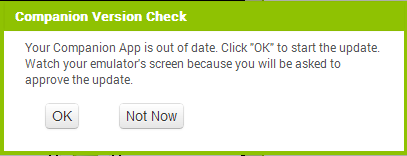 Companion Version Check
Your Companion App is out of date. Click "OK" to start the update.
Watch your emulator's screen because you will be asked to
approve the update.
OK Not Now